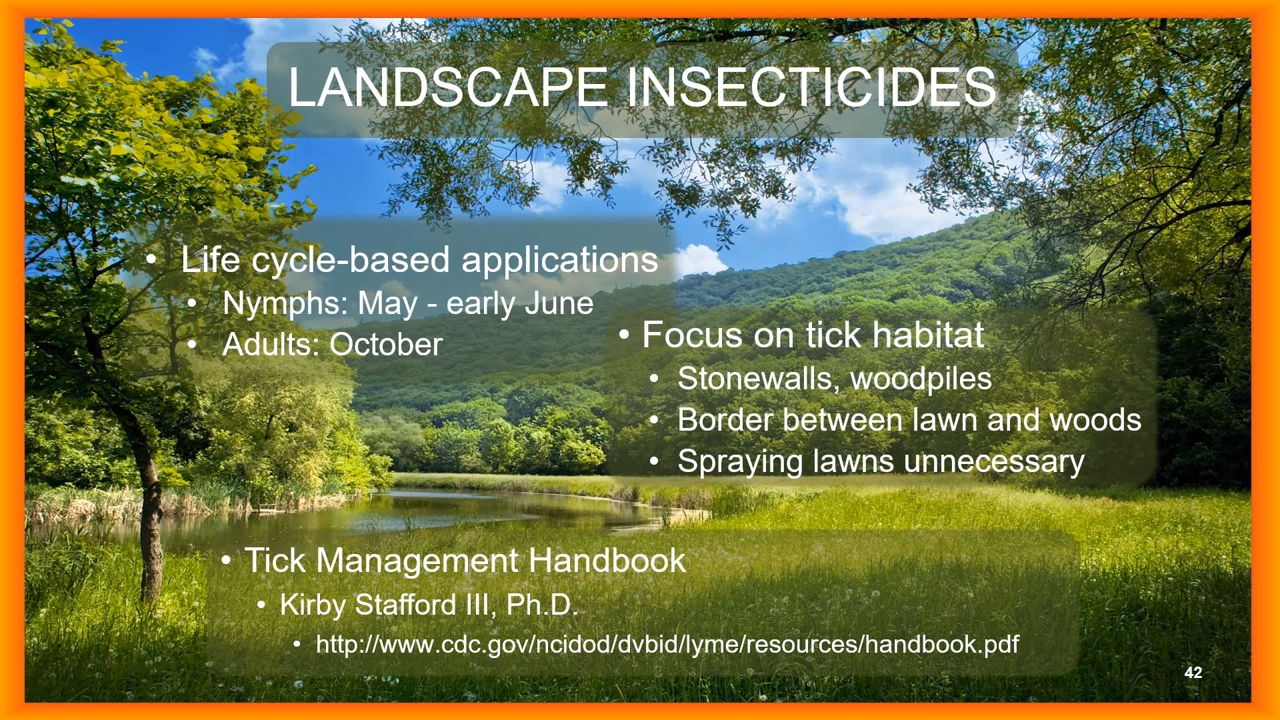 LANDSCAPE INSECTICIDES
• Life cycle-based applications
• Nymphs: May - early June
• Adults: October
• Focus on tick habitat
• Stonewalls, woodpiles
• Border between lawn and woods
• Spraying lawns unnecessary
• Tick Management Handbook
• Kirby Stafford III, Ph.D.
• http://www.cdc.gov/ncidod/dvbid/lyme/resources/handbook.pdf
42